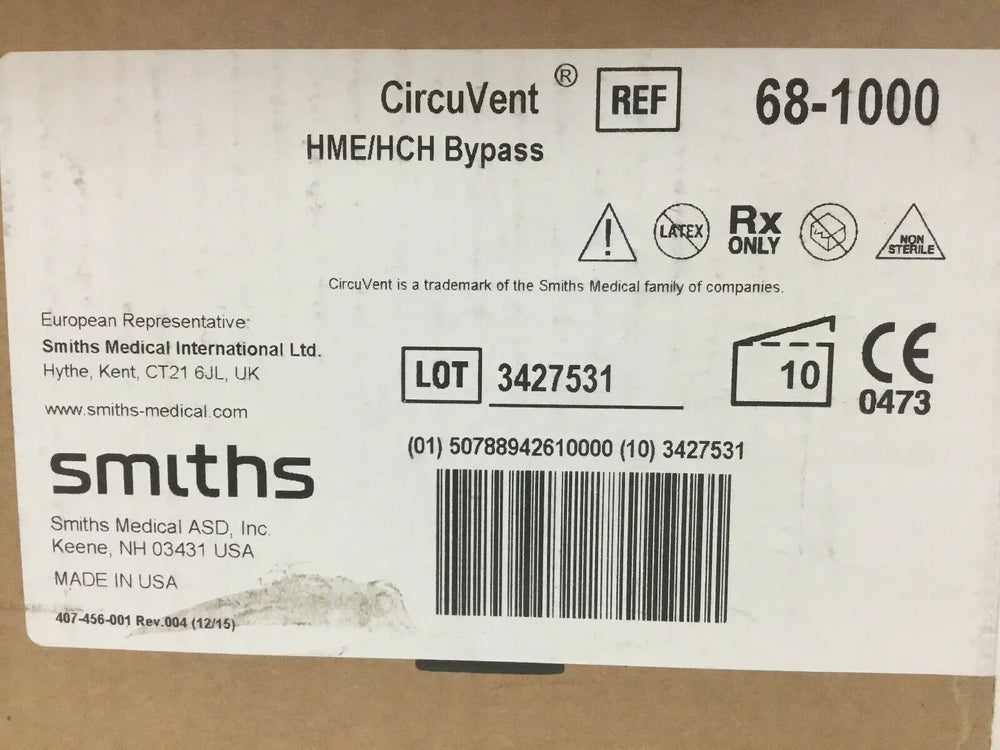 CircuVent ® REF 68-1000
HME/HCH Bypass
LATEX
Rx
ONLY
NON
STERILE
CircuVent is a trademark of the Smiths Medical family of companies.
European Representative:
Smiths Medical International Ltd.
Hythe, Kent, CT21 6JL, UK
www.smiths-medical.com
LOT 3427531
10
CE
0473
(01) 50788942610000 (10) 3427531
smiths
Smiths Medical ASD, Inc.
Keene, NH 03431 USA
MADE IN USA
407-456-001 Rev.004 (12/15)